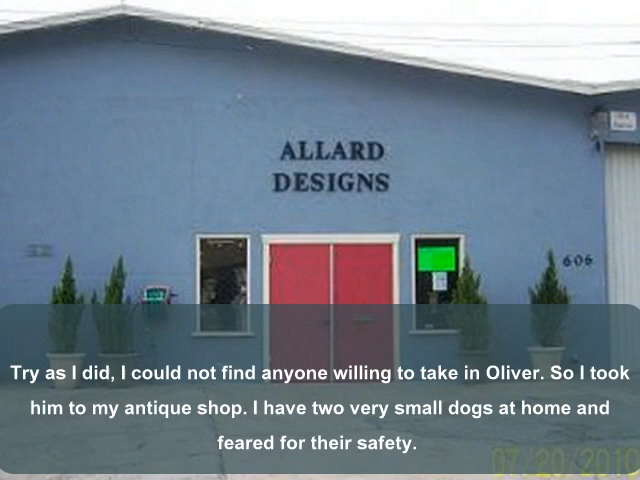 ALLARD
DESIGNS
606
Try as I did, I could not find anyone willing to take in Oliver. So I took
him to my antique shop. I have two very small dogs at home and
feared for their safety.
07/20/2010